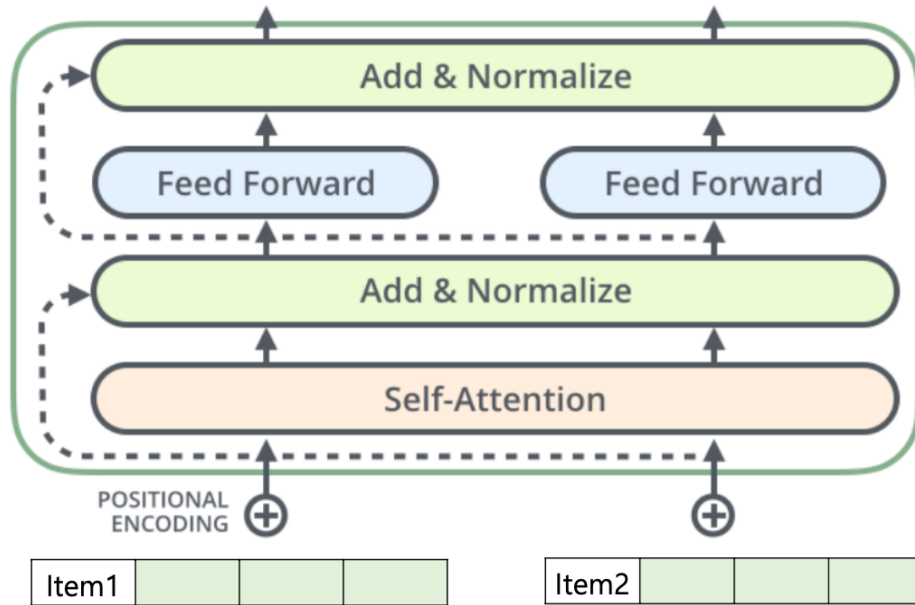 Add & Normalize
Feed Forward
Feed Forward
Add & Normalize
Self-Attention
POSITIONAL
ENCODING
Item1
Item2